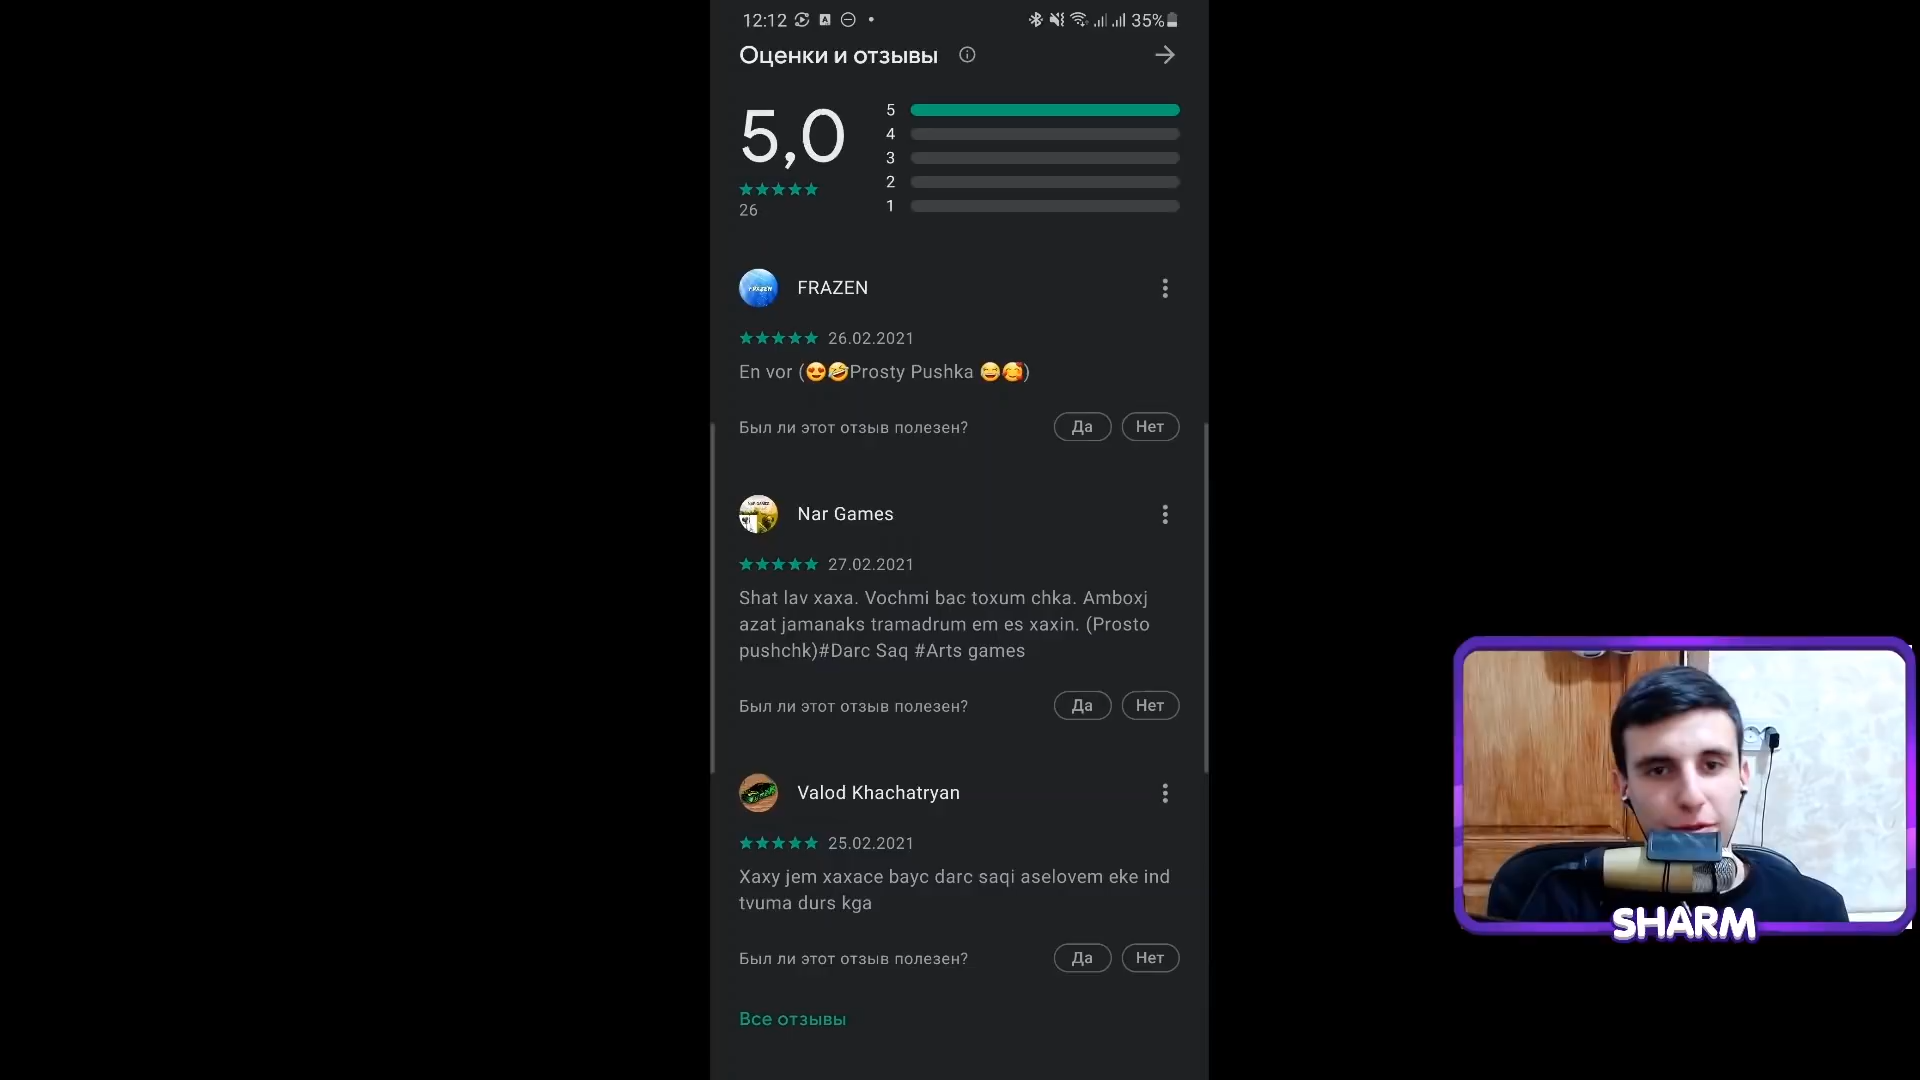 12:12
35%
Оценки и отзывы
5,0
26
5
4
3
2
1
FRAZEN
26.02.2021
En vor (😍🤣Prosty Pushka 😂🥰)
Был ли этот отзыв полезен?
Да
Нет
Nar Games
27.02.2021
Shat lav xaxa. Vochmi bac toxum chka. Amboxj
azat jamanaks tramadrum em es xaxin. (Prosto
pushchk)#Darc Saq #Arts games
Был ли этот отзыв полезен?
Да
Нет
Valod Khachatryan
25.02.2021
Xaxy jem xaxace bayc darc saqi aselovem eke ind
tvuma durs kga
Был ли этот отзыв полезен?
Да
Нет
Все отзывы
SHARM